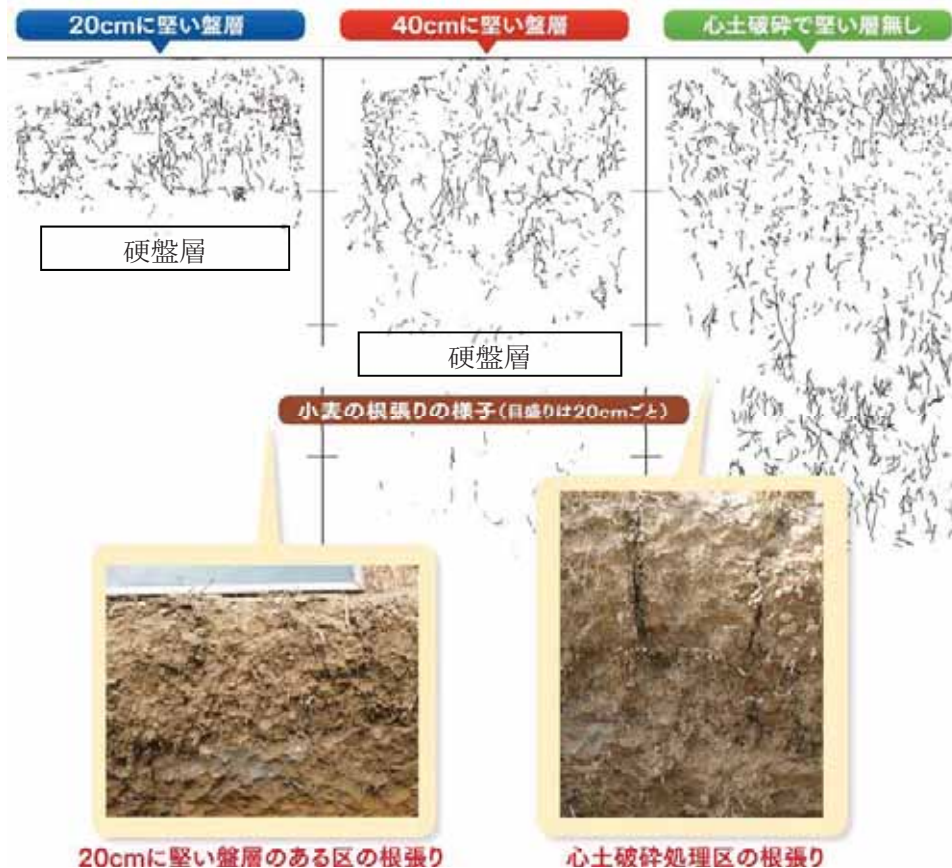 20cmに堅い盤層
40cmに堅い盤層
心土破砕で堅い層無し
硬盤層
硬盤層
小麦の根張りの様子(目盛りは20cmごと)
20cmに堅い盤層のある区の根張り
心土破砕処理区の根張り